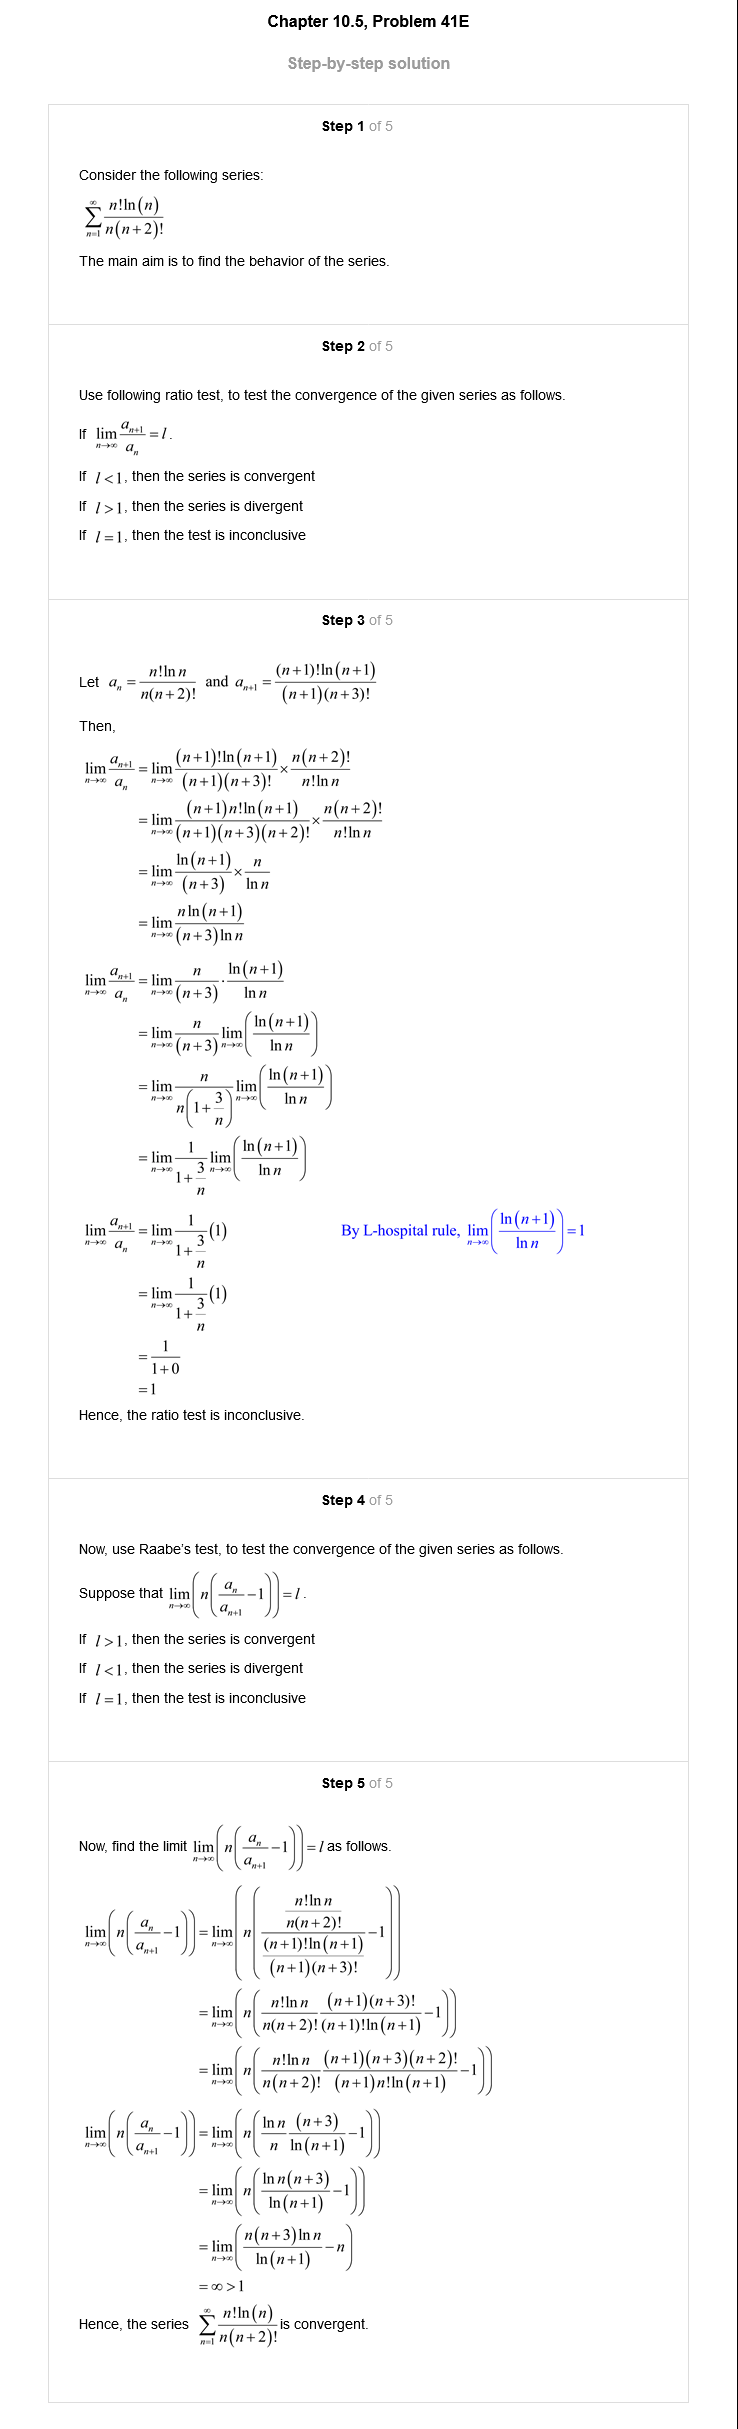 Chapter 10.5, Problem 41E
Step-by-step solution
Step 1 of 5
Consider the following series:
\sum_{n=1}^{\infty} \frac{n!\ln(n)}{n(n+2)!}
The main aim is to find the behavior of the series.
Step 2 of 5
Use following ratio test, to test the convergence of the given series as follows.
If \lim_{n\to\infty} \frac{a_{n+1}}{a_n} = l.
If l < 1, then the series is convergent
If l > 1, then the series is divergent
If l = 1, then the test is inconclusive
Step 3 of 5
Let a_n = \frac{n!\ln n}{n(n+2)!} and a_{n+1} = \frac{(n+1)!\ln(n+1)}{(n+1)(n+3)!}
Then,
\lim_{n\to\infty} \frac{a_{n+1}}{a_n} = \lim_{n\to\infty} \frac{(n+1)!\ln(n+1)}{(n+1)(n+3)!} \times \frac{n(n+2)!}{n!\ln n}
= \lim_{n\to\infty} \frac{(n+1)n!\ln(n+1)}{(n+1)(n+3)(n+2)!} \times \frac{n(n+2)!}{n!\ln n}
= \lim_{n\to\infty} \frac{\ln(n+1)}{(n+3)} \times \frac{n}{\ln n}
= \lim_{n\to\infty} \frac{n\ln(n+1)}{(n+3)\ln n}
\lim_{n\to\infty} \frac{a_{n+1}}{a_n} = \lim_{n\to\infty} \frac{n}{(n+3)} \cdot \frac{\ln(n+1)}{\ln n}
= \lim_{n\to\infty} \frac{n}{(n+3)} \lim_{n\to\infty} \left(\frac{\ln(n+1)}{\ln n}\right)
= \lim_{n\to\infty} \frac{n}{n\left(1+\frac{3}{n}\right)} \lim_{n\to\infty} \left(\frac{\ln(n+1)}{\ln n}\right)
= \lim_{n\to\infty} \frac{1}{1+\frac{3}{n}} \lim_{n\to\infty} \left(\frac{\ln(n+1)}{\ln n}\right)
\lim_{n\to\infty} \frac{a_{n+1}}{a_n} = \lim_{n\to\infty} \frac{1}{1+\frac{3}{n}} (1) By L-hospital rule, \lim_{n\to\infty} \left(\frac{\ln(n+1)}{\ln n}\right) = 1
= \lim_{n\to\infty} \frac{1}{1+\frac{3}{n}} (1)
= \frac{1}{1+0}
= 1
Hence, the ratio test is inconclusive.
Step 4 of 5
Now, use Raabe's test, to test the convergence of the given series as follows.
Suppose that \lim_{n\to\infty} \left(n\left(\frac{a_n}{a_{n+1}} - 1\right)\right) = l.
If l > 1, then the series is convergent
If l < 1, then the series is divergent
If l = 1, then the test is inconclusive
Step 5 of 5
Now, find the limit \lim_{n\to\infty} \left(n\left(\frac{a_n}{a_{n+1}} - 1\right)\right) = l as follows.
\lim_{n\to\infty} \left(n\left(\frac{a_n}{a_{n+1}} - 1\right)\right) = \lim_{n\to\infty} \left(n\left(\frac{\frac{n!\ln n}{n(n+2)!}}{\frac{(n+1)!\ln(n+1)}{(n+1)(n+3)!}} - 1\right)\right)
= \lim_{n\to\infty} \left(n\left(\frac{n!\ln n}{n(n+2)!} \frac{(n+1)(n+3)!}{(n+1)!\ln(n+1)} - 1\right)\right)
= \lim_{n\to\infty} \left(n\left(\frac{n!\ln n}{n(n+2)!} \frac{(n+1)(n+3)(n+2)!}{(n+1)n!\ln(n+1)} - 1\right)\right)
\lim_{n\to\infty} \left(n\left(\frac{a_n}{a_{n+1}} - 1\right)\right) = \lim_{n\to\infty} \left(n\left(\frac{\ln n}{n} \frac{(n+3)}{\ln(n+1)} - 1\right)\right)
= \lim_{n\to\infty} \left(n\left(\frac{\ln n(n+3)}{\ln(n+1)} - 1\right)\right)
= \lim_{n\to\infty} \left(\frac{n(n+3)\ln n}{\ln(n+1)} - n\right)
= \infty > 1
Hence, the series \sum_{n=1}^{\infty} \frac{n!\ln(n)}{n(n+2)!} is convergent.